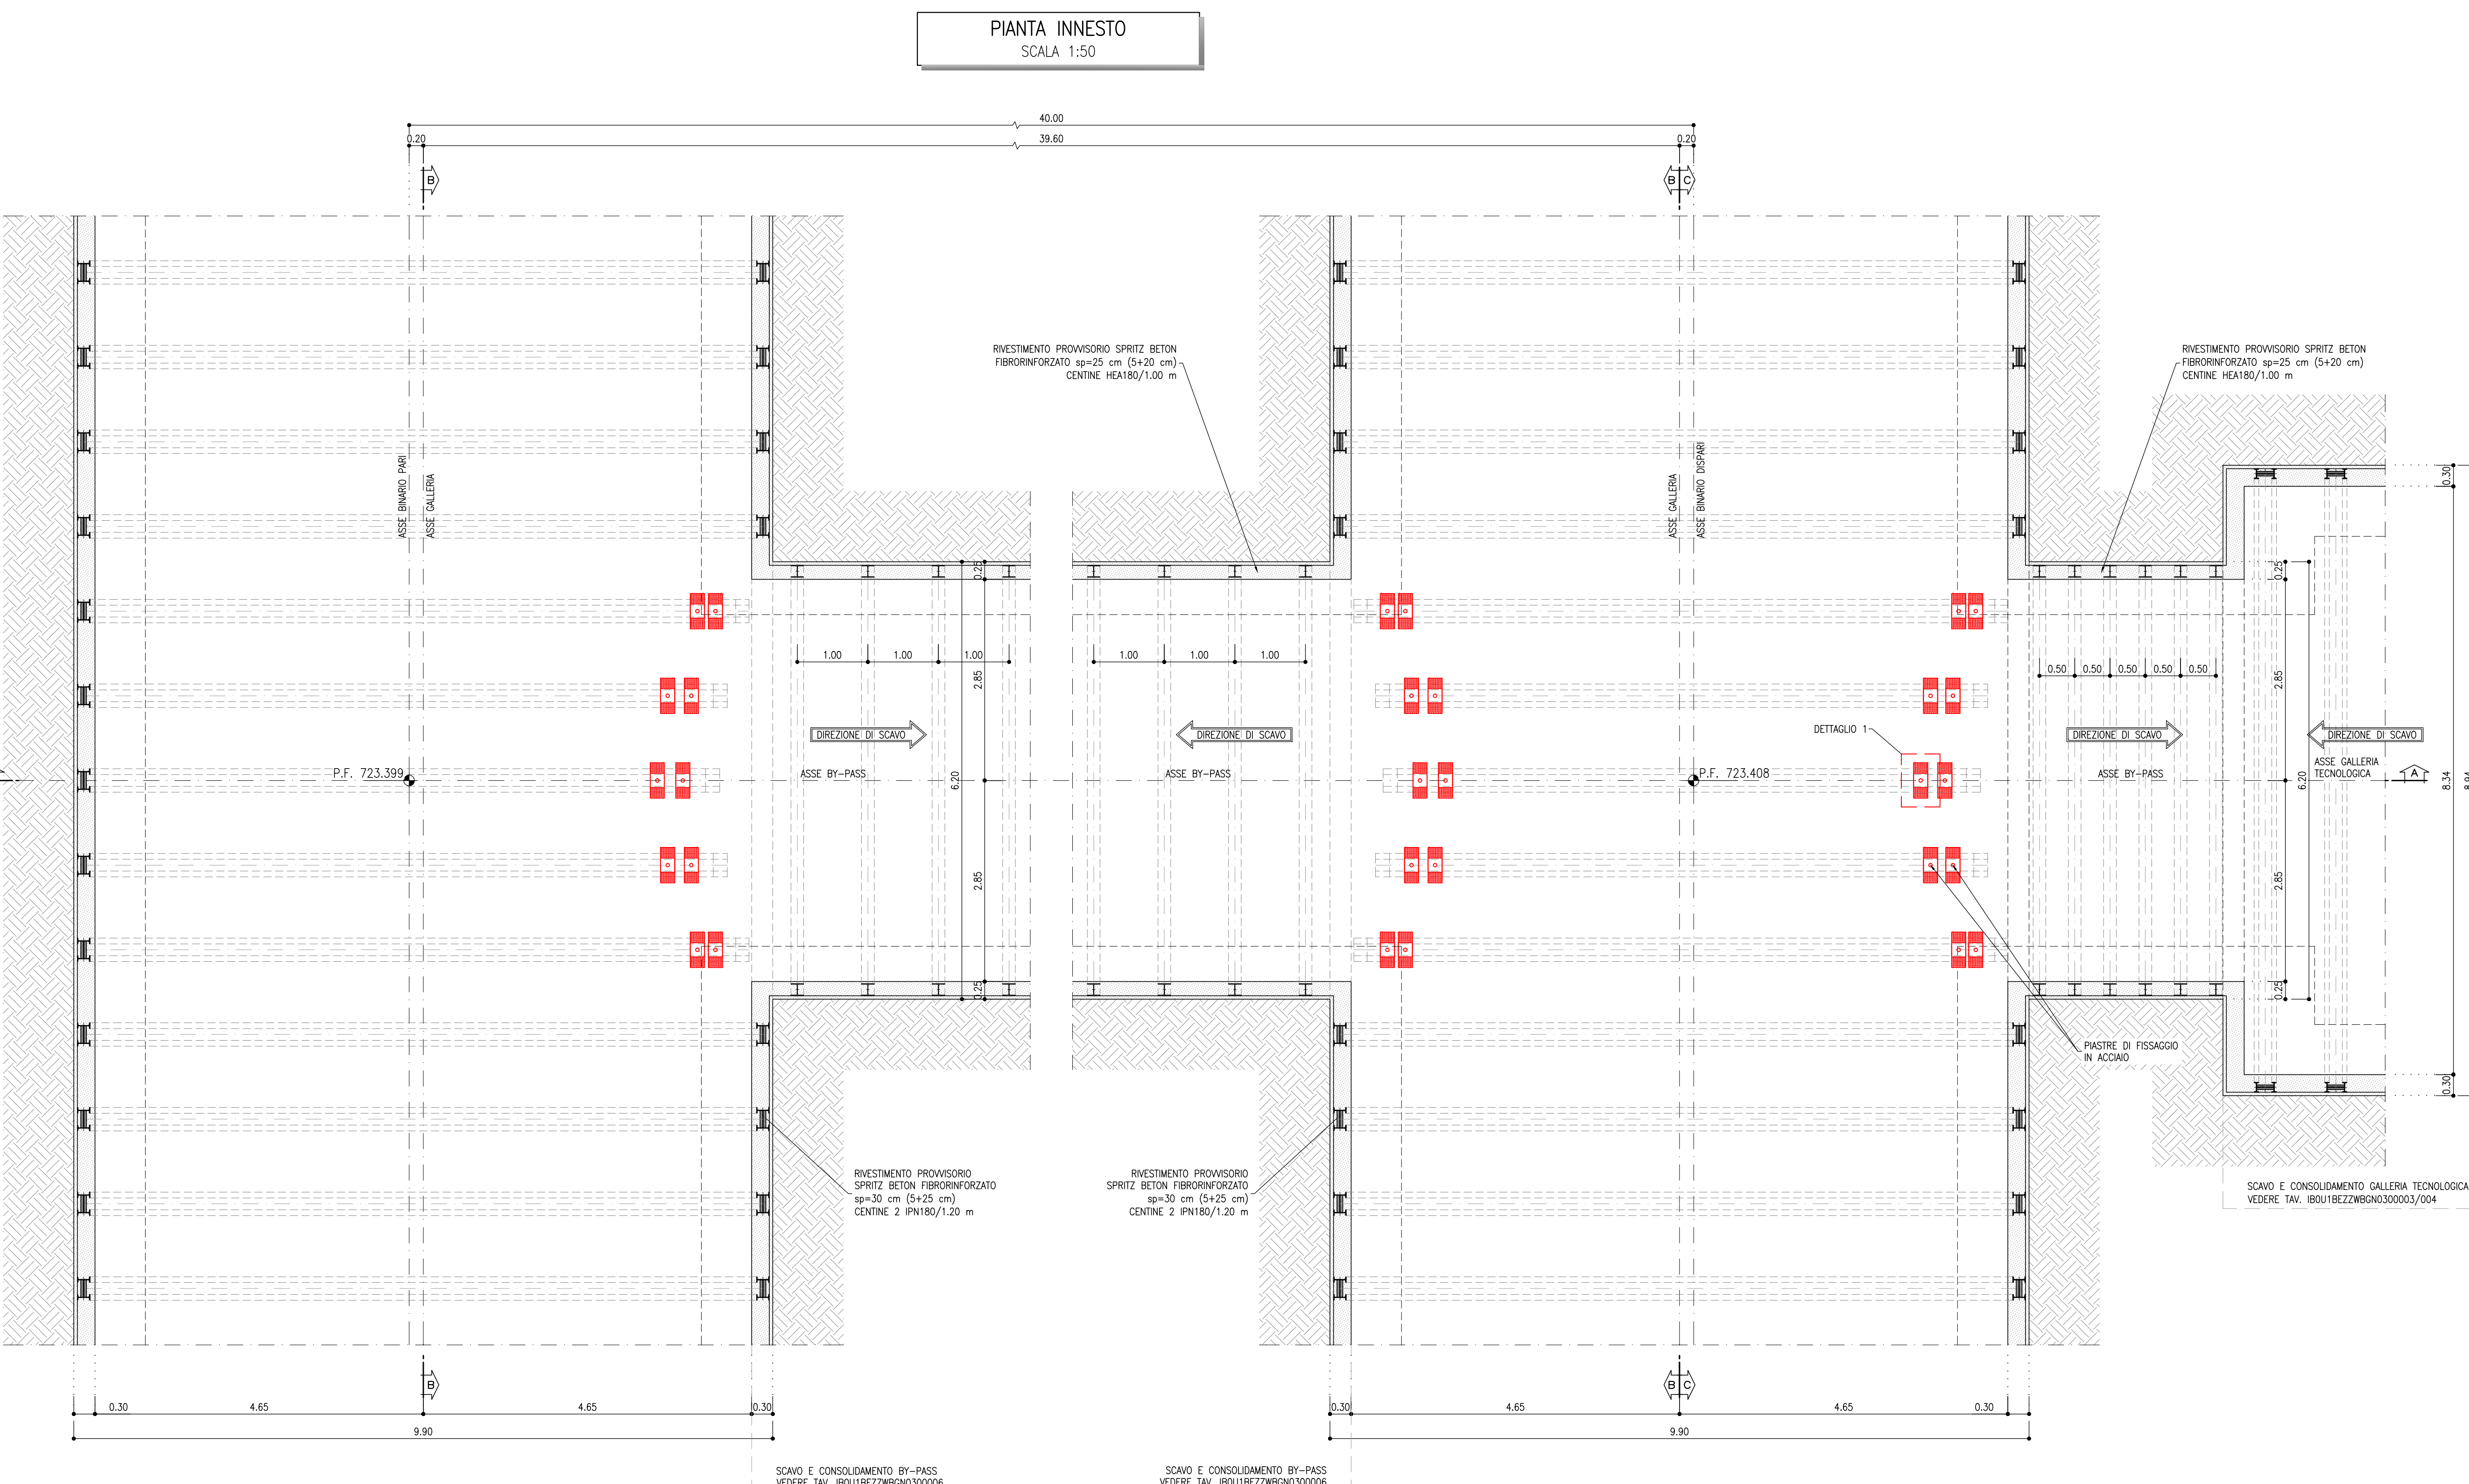 PIANTA INNESTO
SCALA 1:50
40.00
0.20
39.60
0.20
B
B C
RIVESTIMENTO PROVVISORIO SPRITZ BETON
FIBRORINFORZATO sp=25 cm (5+20 cm)
CENTINE HEA180/1.00 m
RIVESTIMENTO PROVVISORIO SPRITZ BETON
FIBRORINFORZATO sp=25 cm (5+20 cm)
CENTINE HEA180/1.00 m
ASSE BINARIO PARI
ASSE GALLERIA
ASSE GALLERIA
ASSE BINARIO DISPARI
0.30
0.25
0.25
1.00
1.00
1.00
1.00
1.00
1.00
2.85
0.50
0.50
0.50
0.50
0.50
2.85
DIREZIONE DI SCAVO
DIREZIONE DI SCAVO
DETTAGLIO 1
DIREZIONE DI SCAVO
DIREZIONE DI SCAVO
P.F. 723.399
ASSE BY-PASS
6.20
ASSE BY-PASS
P.F. 723.408
ASSE BY-PASS
6.20
ASSE GALLERIA
TECNOLOGICA
A
8.34
8.94
2.85
2.85
0.25
0.25
PIASTRE DI FISSAGGIO
IN ACCIAIO
0.30
RIVESTIMENTO PROVVISORIO
SPRITZ BETON FIBRORINFORZATO
sp=30 cm (5+25 cm)
CENTINE 2 IPN180/1.20 m
RIVESTIMENTO PROVVISORIO
SPRITZ BETON FIBRORINFORZATO
sp=30 cm (5+25 cm)
CENTINE 2 IPN180/1.20 m
SCAVO E CONSOLIDAMENTO GALLERIA TECNOLOGICA
VEDERE TAV. IB0U1BEZZWBGN0300003/004
B
B C
0.30
4.65
4.65
0.30
0.30
4.65
4.65
0.30
9.90
9.90
SCAVO E CONSOLIDAMENTO BY-PASS
VEDERE TAV. IB0U1BEZZWBGN0300006
SCAVO E CONSOLIDAMENTO BY-PASS
VEDERE TAV. IB0U1BEZZWBGN0300006